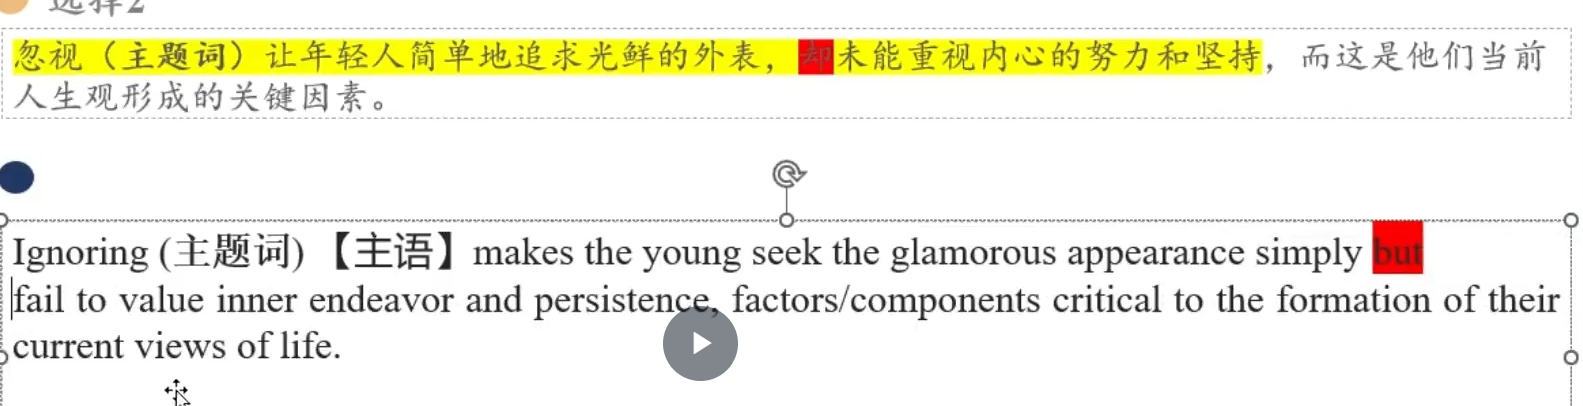 选择2
忽视（主题词）让年轻人简单地追求光鲜的外表，却未能重视内心的努力和坚持，而这是他们当前
人生观形成的关键因素。
Ignoring (主题词) 【主语】makes the young seek the glamorous appearance simply but
fail to value inner endeavor and persistence, factors/components critical to the formation of their
current views of life.